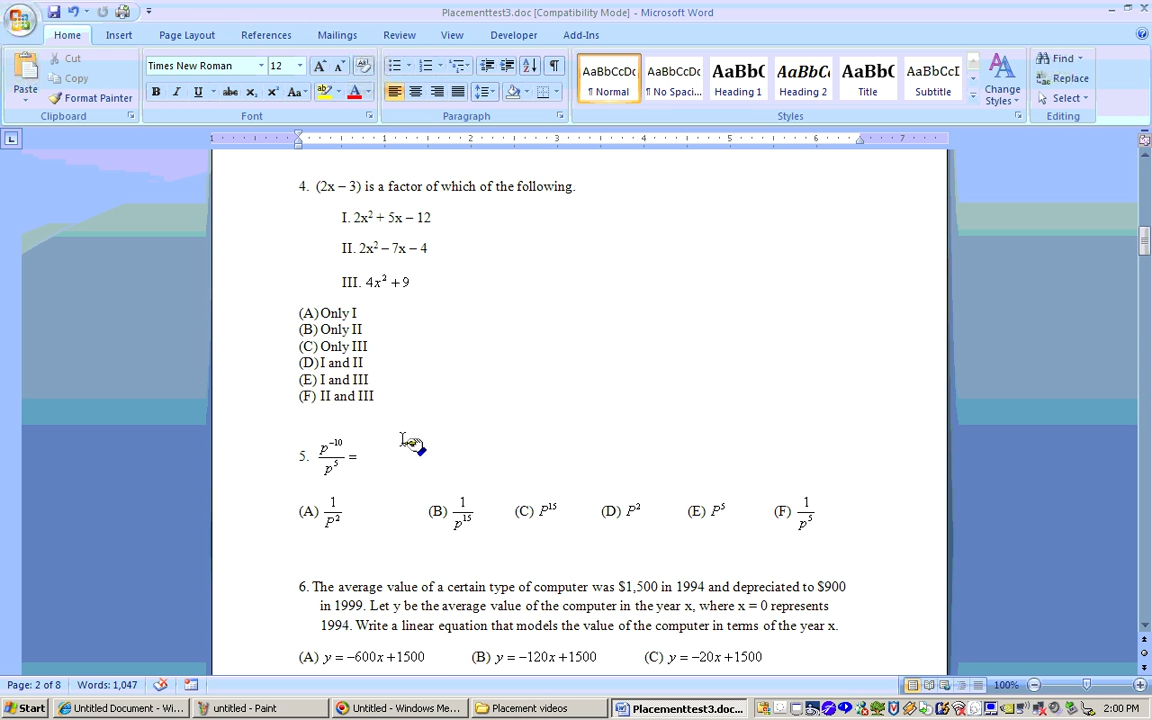 Placementtest3.doc [Compatibility Mode] - Microsoft Word
Home Insert Page Layout References Mailings Review View Developer Add-Ins
Paste
Cut
Copy
Format Painter
Clipboard
Times New Roman 12
Font
Paragraph
AaBbCcDc AaBbCcDc AaBbC AaBbCc AaBbC AaBbCcI
¶ Normal ¶ No Spaci... Heading 1 Heading 2 Title Subtitle
Change Styles
Styles
Find
Replace
Select
Editing
1 1 2 3 4 5 6 7
4. (2x – 3) is a factor of which of the following.
I. 2x² + 5x – 12
II. 2x² – 7x – 4
III. 4x² + 9
(A) Only I
(B) Only II
(C) Only III
(D) I and II
(E) I and III
(F) II and III
5. p⁻¹⁰/p⁵ =
(A) 1/P² (B) 1/p¹⁵ (C) P¹⁵ (D) P² (E) P⁵ (F) 1/p⁵
6. The average value of a certain type of computer was $1,500 in 1994 and depreciated to $900
in 1999. Let y be the average value of the computer in the year x, where x = 0 represents
1994. Write a linear equation that models the value of the computer in terms of the year x.
(A) y = –600x + 1500 (B) y = –120x + 1500 (C) y = –20x + 1500
Page: 2 of 8 Words: 1,047 100%
Start Untitled Document - Wi... untitled - Paint Untitled - Windows Me... Placement videos Placementtest3.doc... 2:00 PM